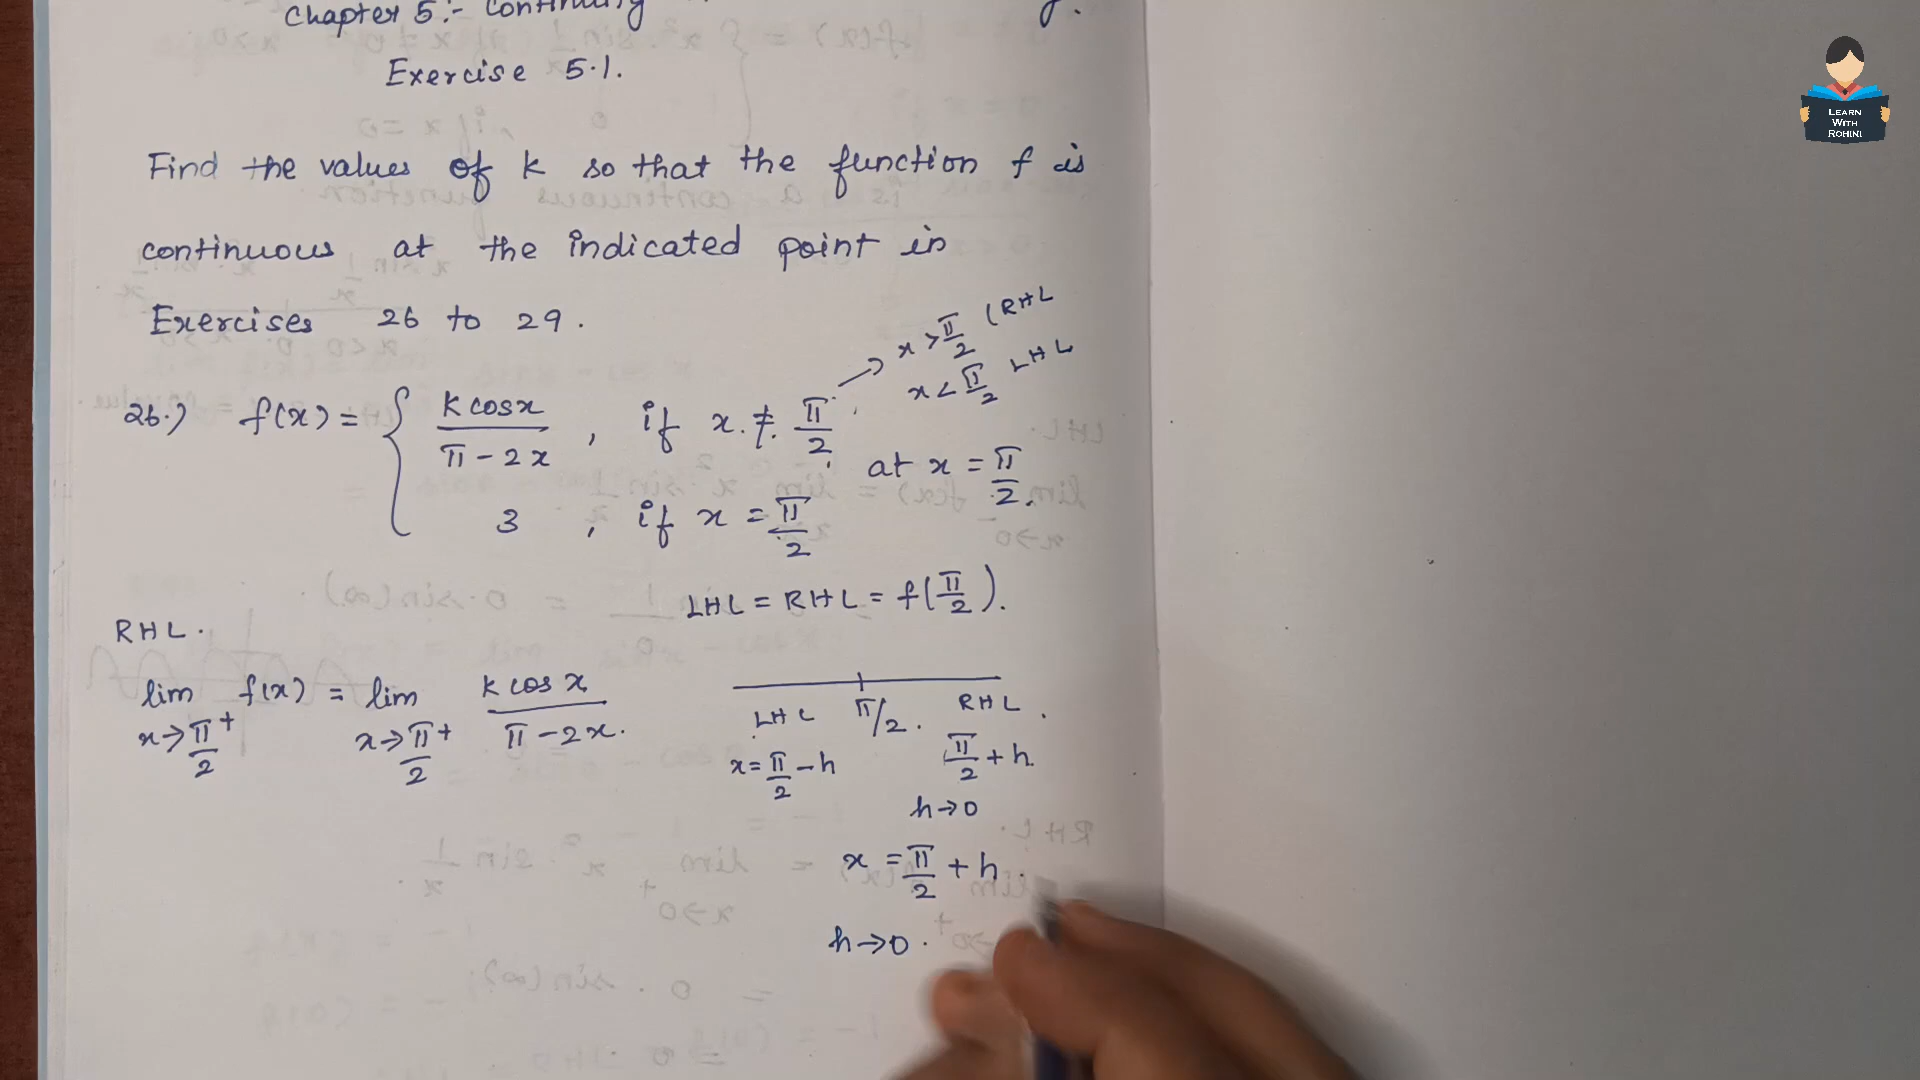 Chapter 5:- Continuity
Exercise 5.1.
Find the values of k so that the function f is
continuous at the indicated point in
Exercises 26 to 29.
x > π/2 (RHL
x < π/2 LHL
26.) f(x) = { k cosx / π - 2x , if x ≠ π/2
at x = π/2.
3 , if x = π/2
LHL = RHL = f(π/2).
RHL.
lim x→π/2⁺ f(x) = lim x→π/2⁺ k cos x / π - 2x.
LHL π/2. RHL.
x = π/2 - h π/2 + h
h→0
x = π/2 + h.
h→0.
LEARN
WITH
ROHINI